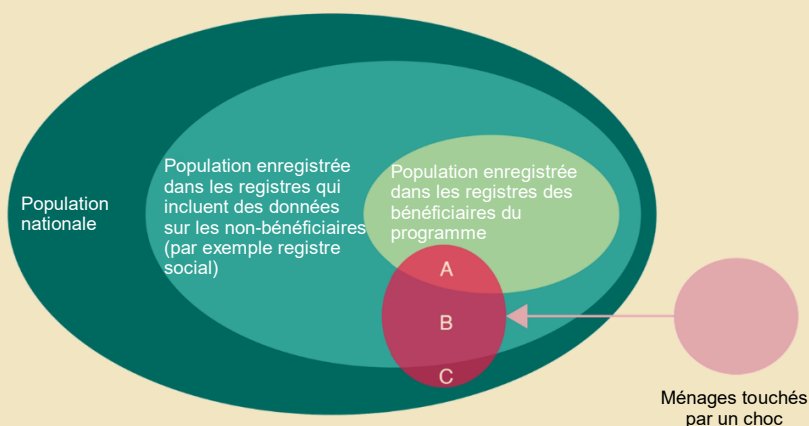 Population
nationale
Population enregistrée
dans les registres qui
incluent des données
sur les non-bénéficiaires
(par exemple registre
social)
Population enregistrée
dans les registres des
bénéficiaires du
programme
A
B
C
Ménages touchés
par un choc